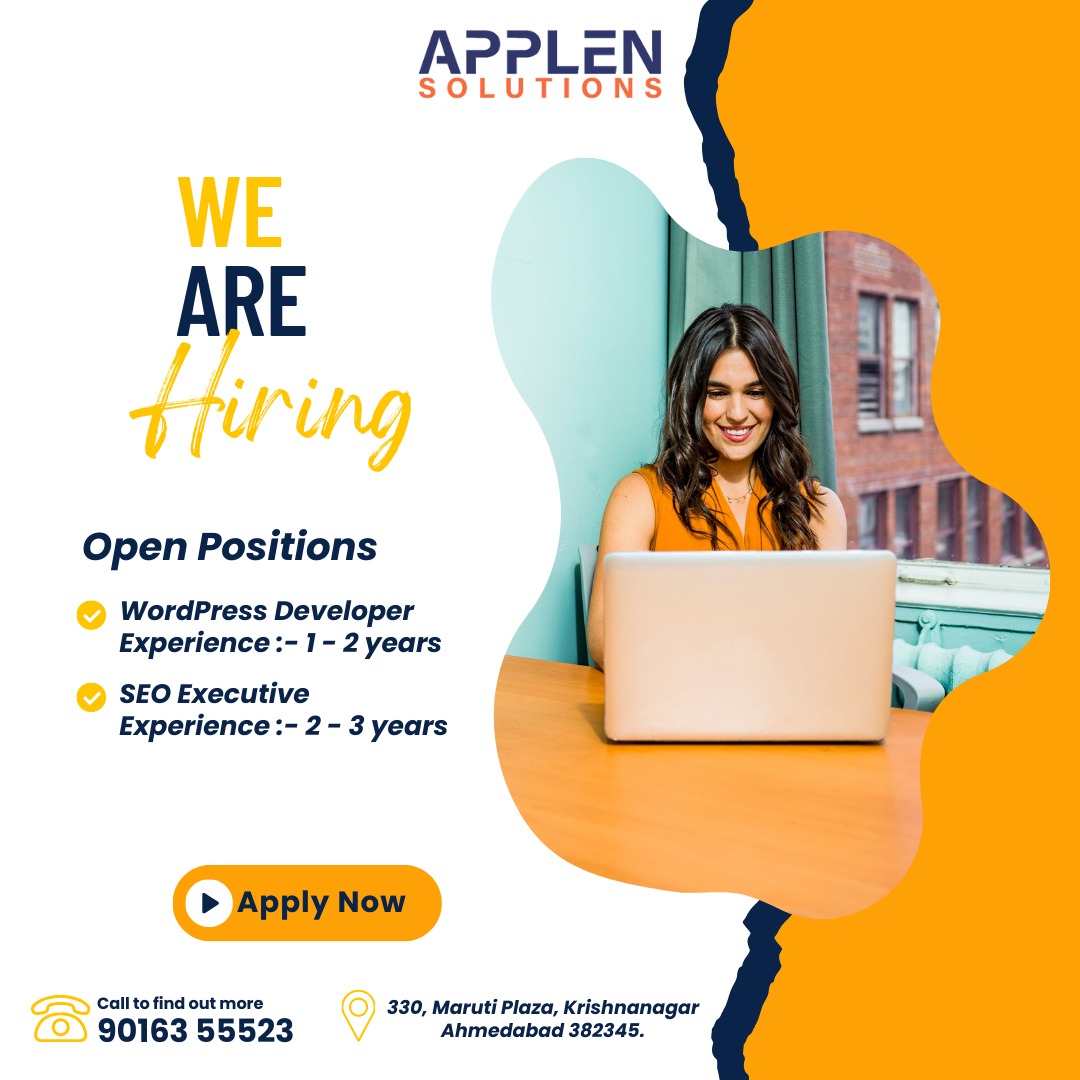 APPLEN
SOLUTIONS
WE
ARE
Hiring
Open Positions
WordPress Developer
Experience :- 1 - 2 years
SEO Executive
Experience :- 2 - 3 years
Apply Now
Call to find out more
90163 55523
330, Maruti Plaza, Krishnanagar
Ahmedabad 382345.